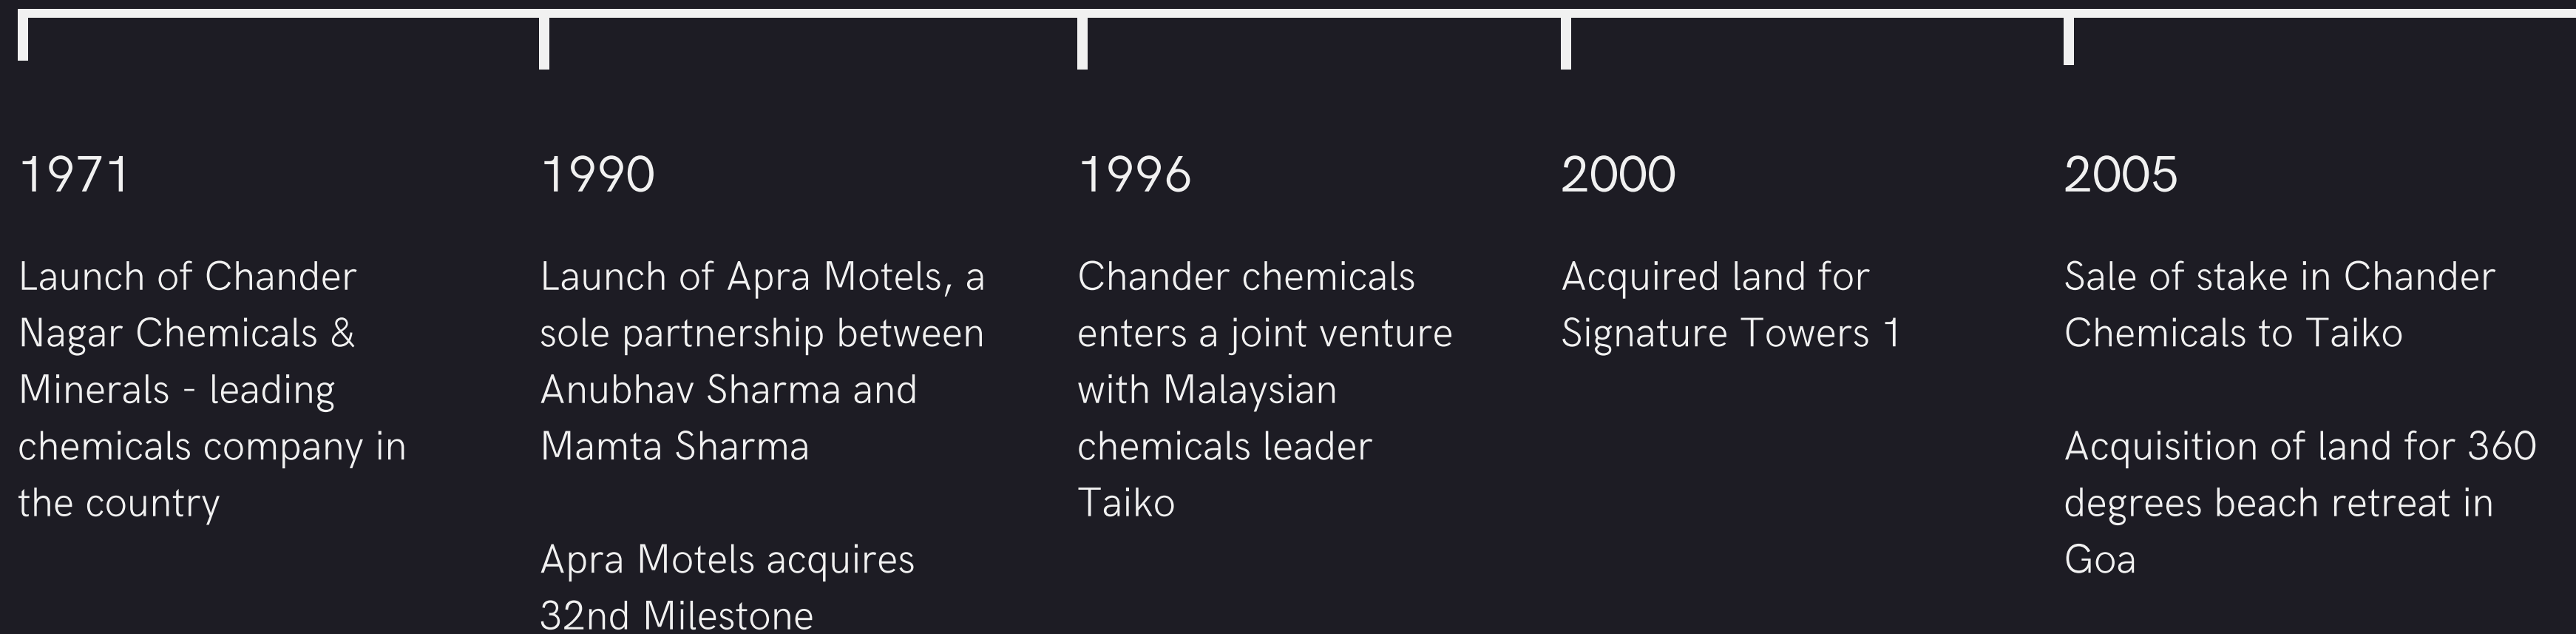 1971
Launch of Chander
Nagar Chemicals &
Minerals - leading
chemicals company in
the country
1990
Launch of Apra Motels, a
sole partnership between
Anubhav Sharma and
Mamta Sharma
Apra Motels acquires
32nd Milestone
1996
Chander chemicals
enters a joint venture
with Malaysian
chemicals leader
Taiko
2000
Acquired land for
Signature Towers 1
2005
Sale of stake in Chander
Chemicals to Taiko
Acquisition of land for 360
degrees beach retreat in
Goa